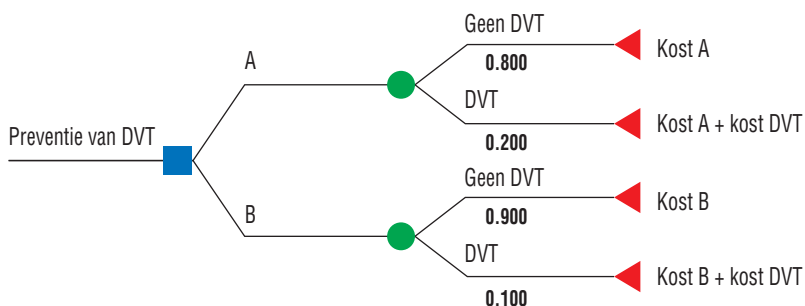 Geen DVT
Kost A
A
0.800
DVT
Kost A + kost DVT
Preventie van DVT
0.200
Geen DVT
Kost B
B
0.900
DVT
Kost B + kost DVT
0.100